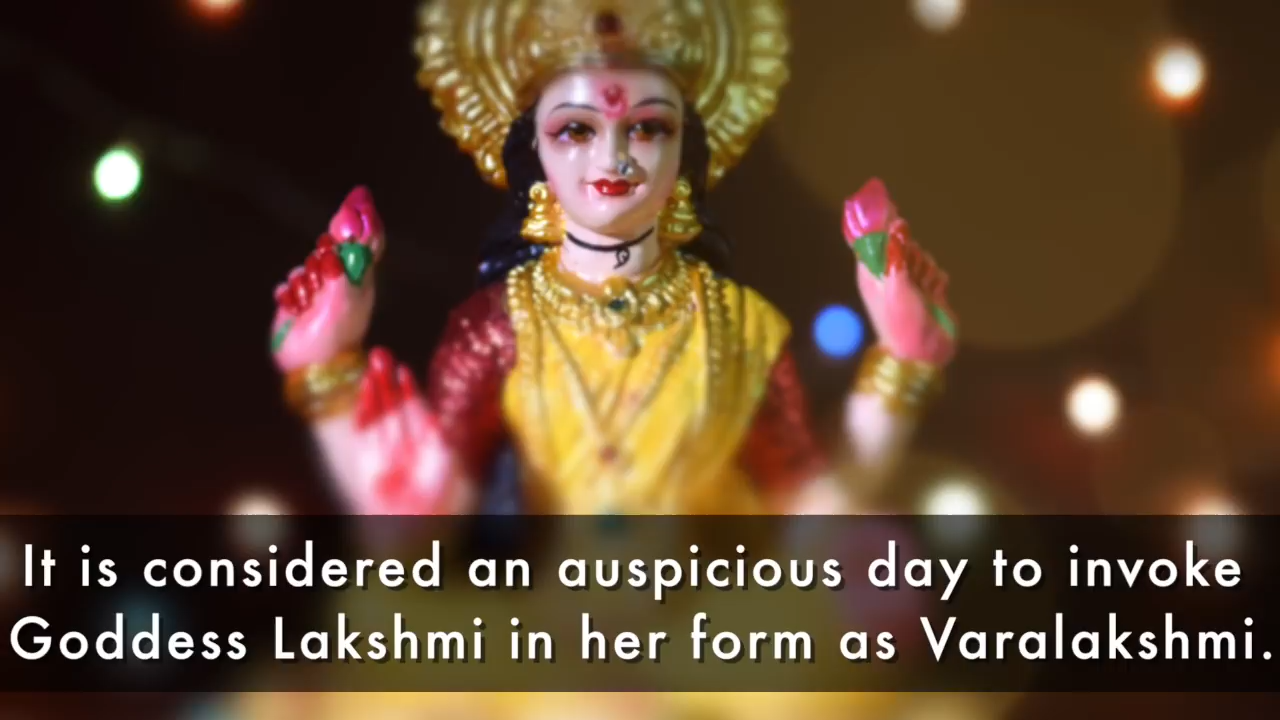 It is considered an auspicious day to invoke
Goddess Lakshmi in her form as Varalakshmi.